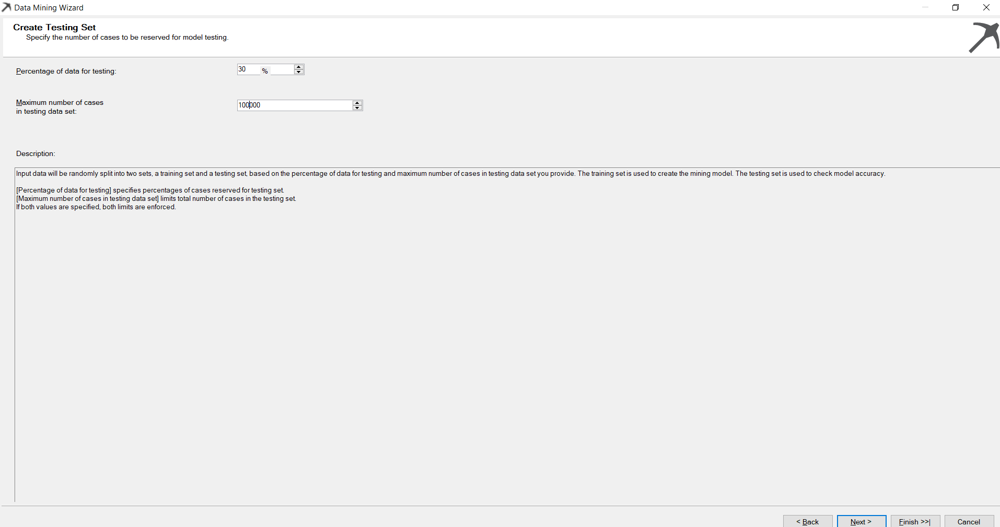 Data Mining Wizard
Create Testing Set
Specify the number of cases to be reserved for model testing.
Percentage of data for testing:
30 %
Maximum number of cases
in testing data set:
100000
Description:
Input data will be randomly split into two sets, a training set and a testing set, based on the percentage of data for testing and maximum number of cases in testing data set you provide. The training set is used to create the mining model. The testing set is used to check model accuracy.
[Percentage of data for testing] specifies percentages of cases reserved for testing set.
[Maximum number of cases in testing data set] limits total number of cases in the testing set.
If both values are specified, both limits are enforced.
< Back
Next >
Finish >>|
Cancel